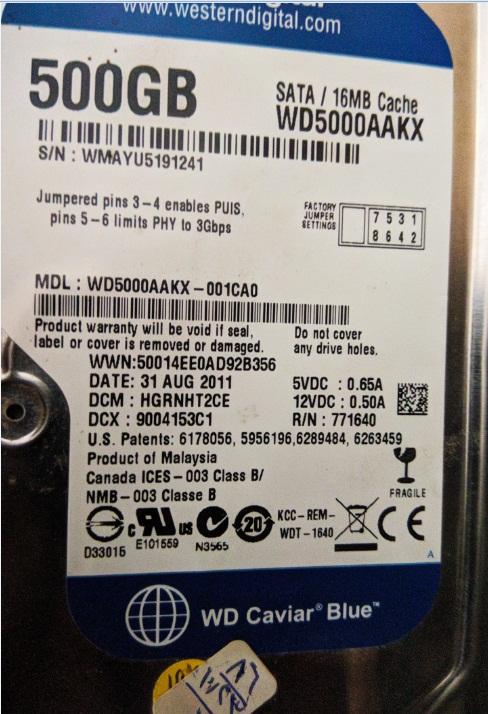 www.westerndigital.com
500GB
SATA / 16MB Cache
WD5000AAKX
S/N : WMAYU5191241
Jumpered pins 3-4 enables PUIS,
pins 5-6 limits PHY to 3Gbps
FACTORY
JUMPER
SETTINGS
7 5 3 1
8 6 4 2
MDL : WD5000AAKX-001CA0
Product warranty will be void if seal,
label or cover is removed or damaged.
Do not cover
any drive holes.
WWN:50014EE0AD92B356
DATE: 31 AUG 2011
5VDC : 0.65A
DCM : HGRNHT2CE
12VDC : 0.50A
DCX : 9004153C1
R/N : 771640
U.S. Patents: 6178056, 5956196,6289484, 6263459
Product of Malaysia
Canada ICES-003 Class B/
NMB-003 Classe B
FRAGILE
c RU US
20
KCC-REM-
WDT-1640
CE
D33015
E101559
N3565
A
WD Caviar® Blue™